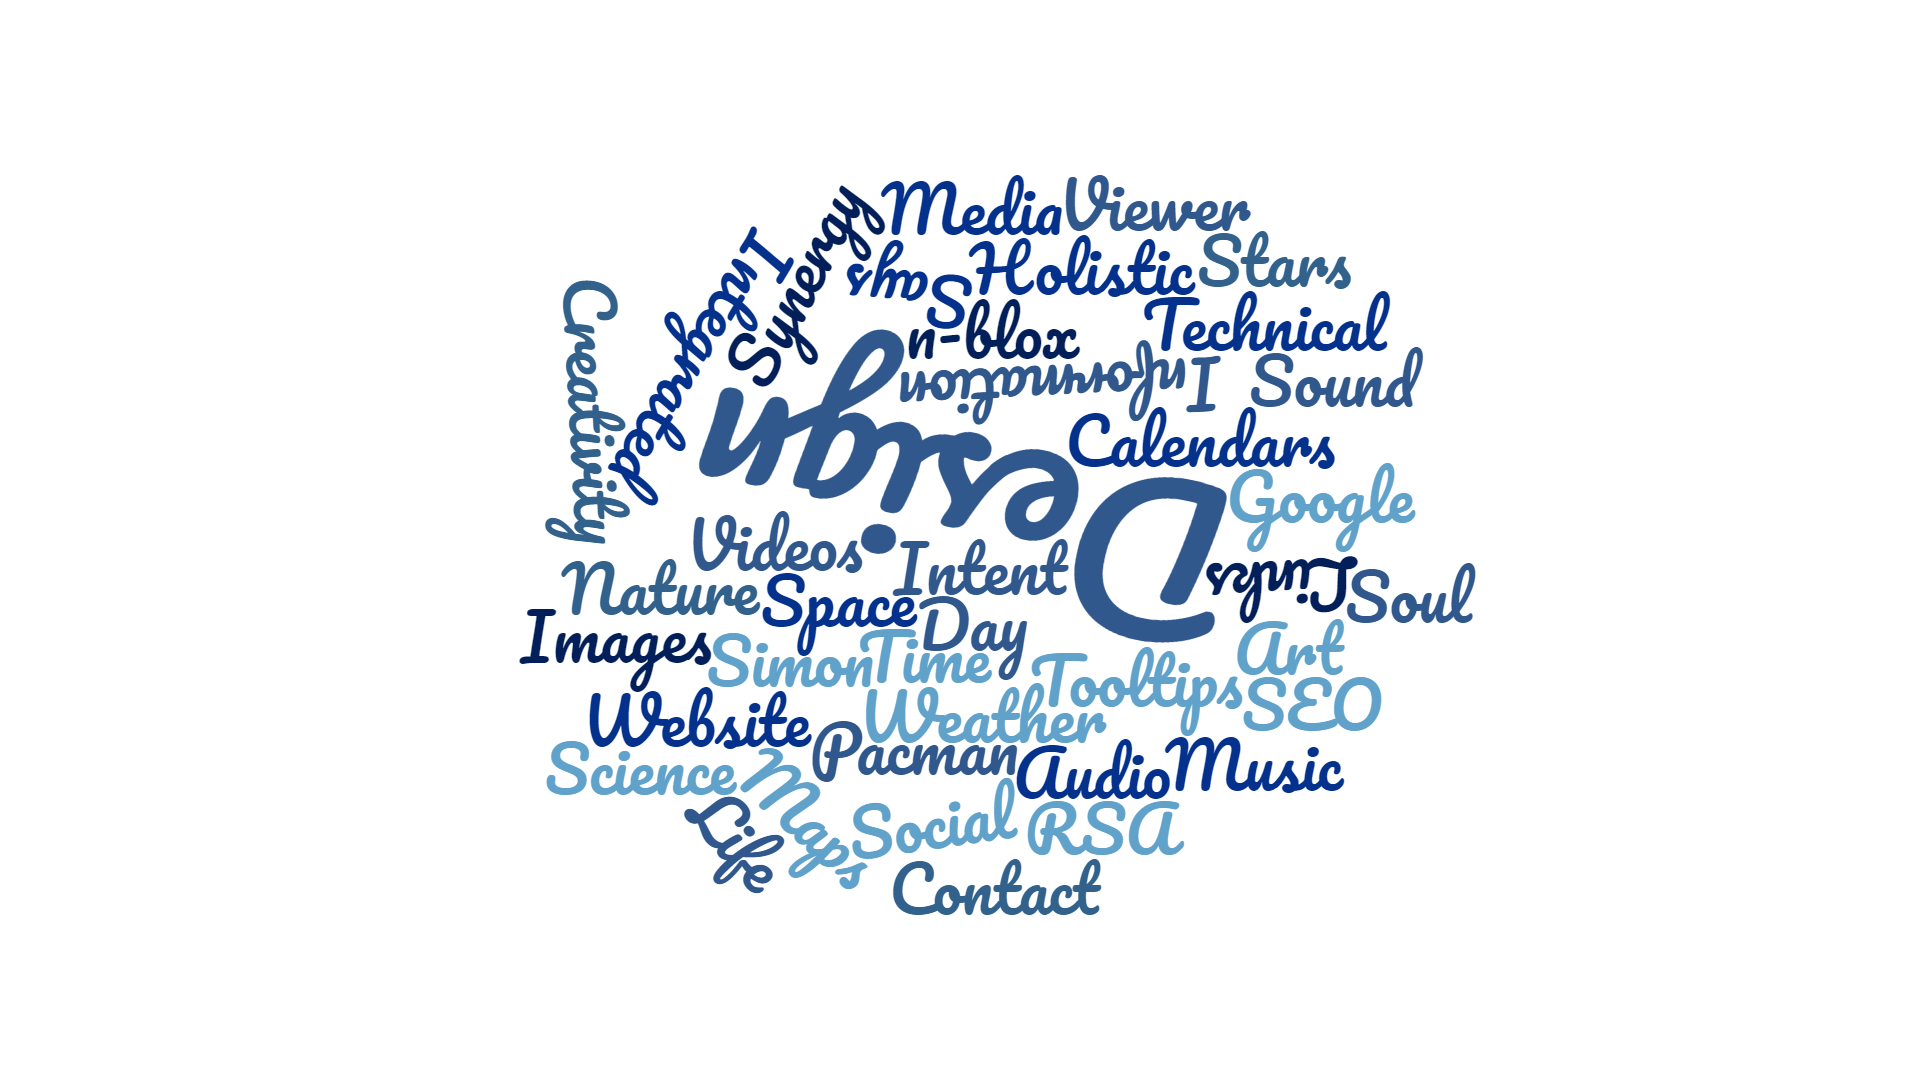 Media
Viewer
Synergy
Holistic
Stars
Integrated
Creativity
n-blox
Technical
Information
Sound
Design
Calendars
Google
Videos
Intent
Links
Soul
Nature
Space
Day
Images
Simon
Time
Tooltips
Art
SEO
Website
Weather
Pacman
Audio
Music
Science
Maps
Life
Social
RSA
Contact